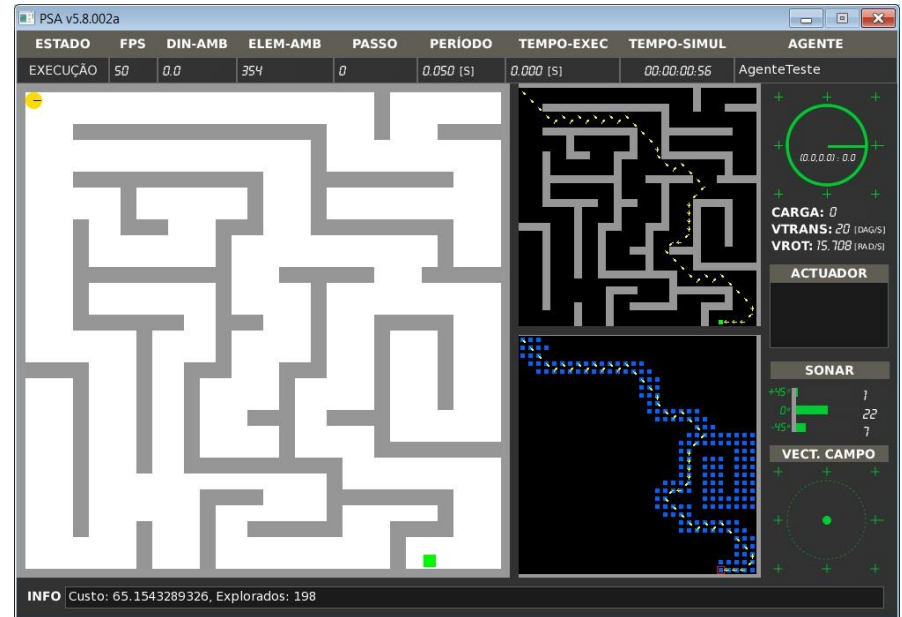 PSA v5.8.002a
ESTADO FPS DIN-AMB ELEM-AMB PASSO PERÍODO TEMPO-EXEC TEMPO-SIMUL AGENTE
EXECUÇÃO 50 0.0 354 0 0.050 [S] 0.000 [S] 00:00:00:56 AgenteTeste
(0.0,0.0) : 0.0
CARGA: 0
VTRANS: 20 [DAG/S]
VROT: 15.708 [RAD/S]
ACTUADOR
SONAR
+45° 1
0° 22
-45° 7
VECT. CAMPO
INFO Custo: 65.1543289326, Explorados: 198